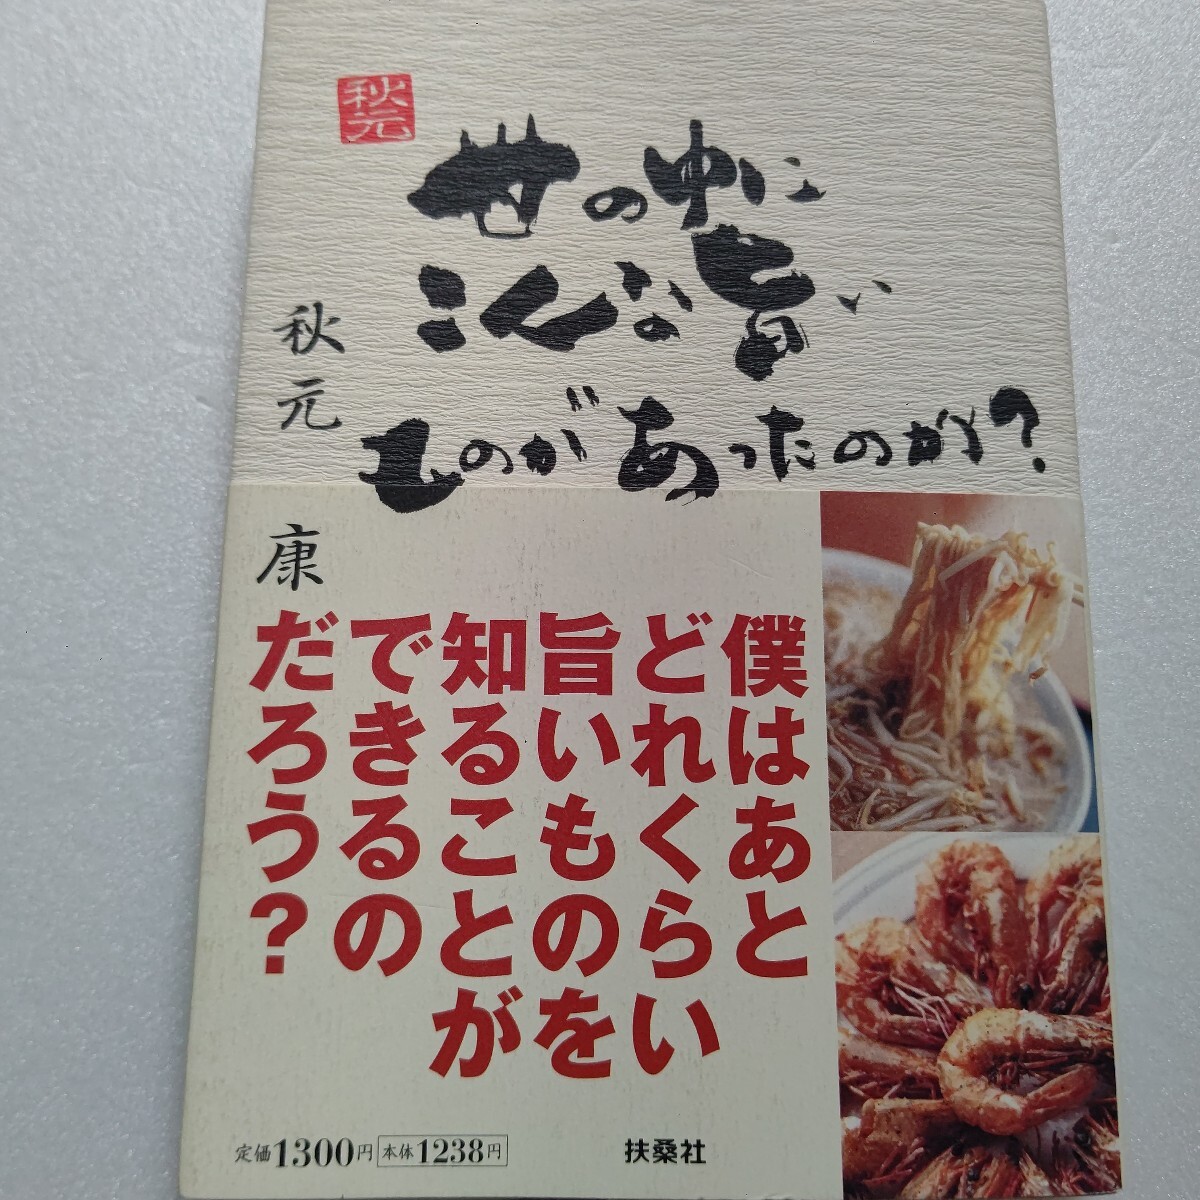 秋元
世の中に
こんな旨い
ものがあったのか?
秋元 康
僕はあと
どれくらい
旨いものを
知ることが
できるの
だろう?
定価1300円 本体1238円
扶桑社